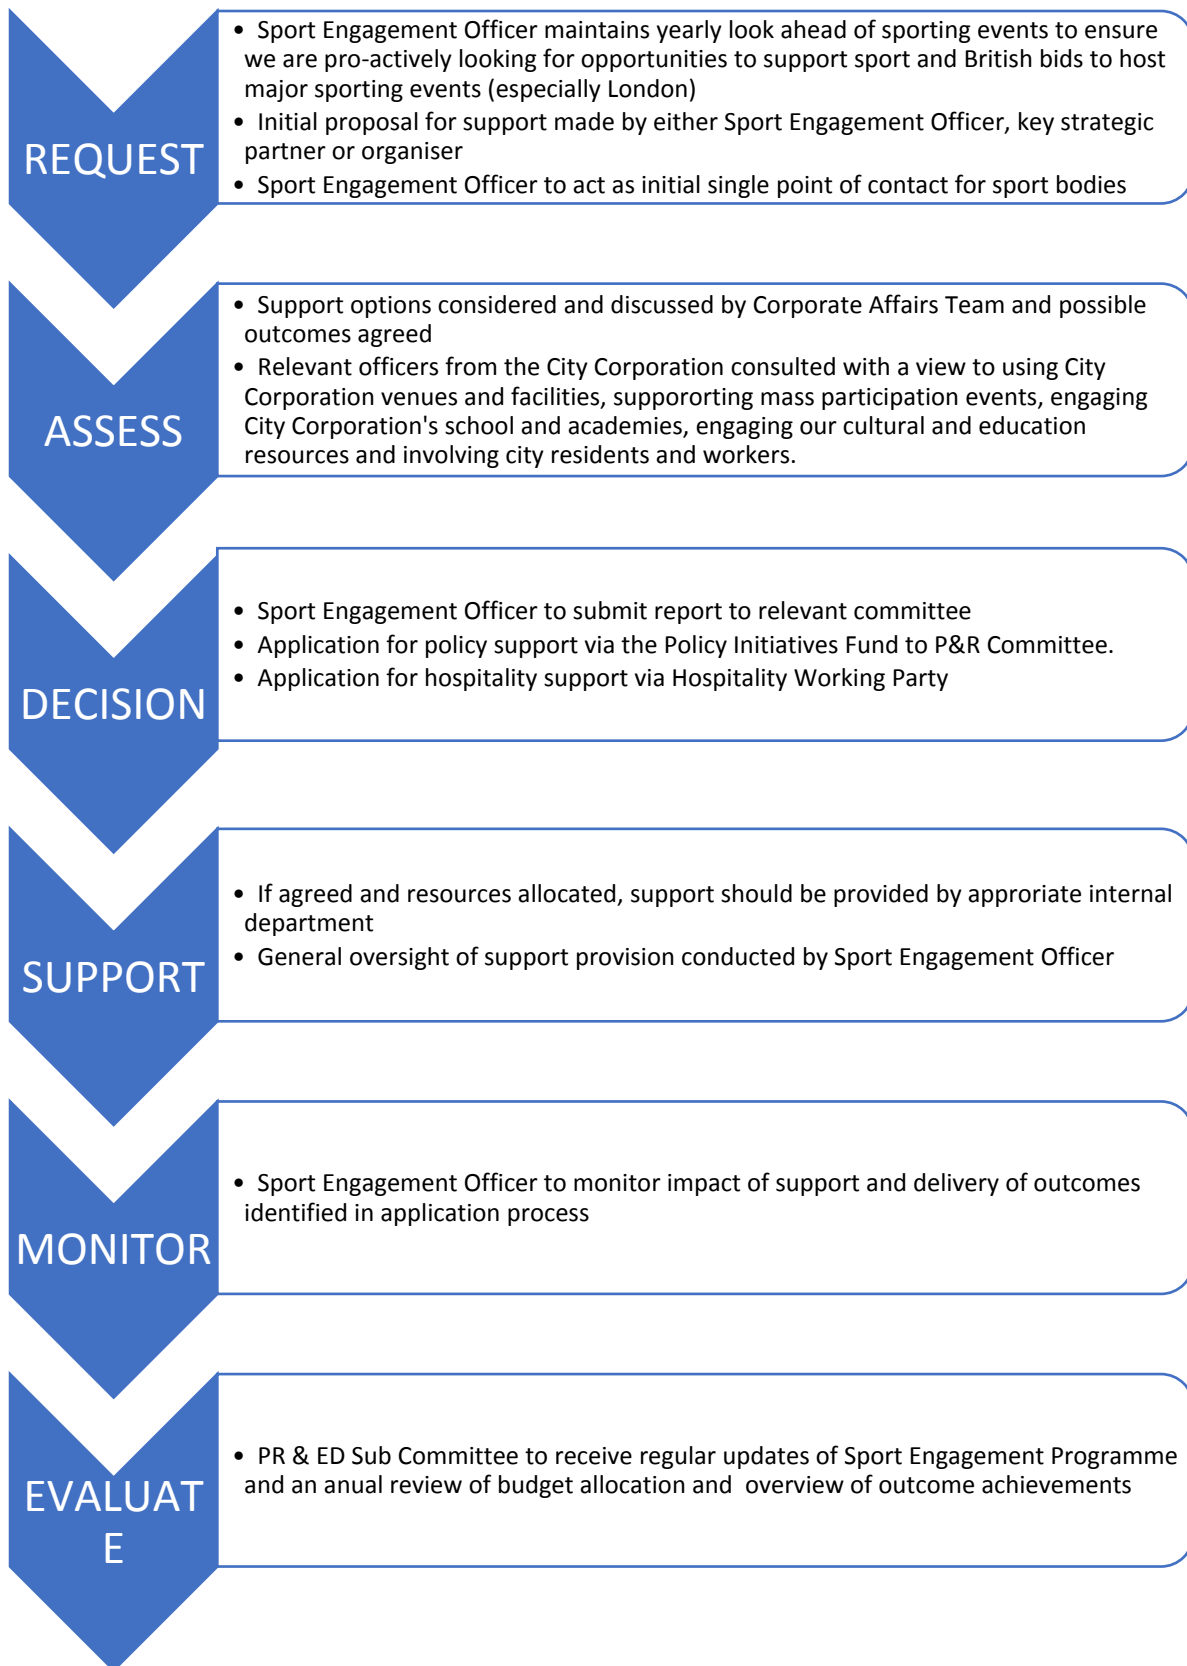 REQUEST
• Sport Engagement Officer maintains yearly look ahead of sporting events to ensure
we are pro-actively looking for opportunities to support sport and British bids to host
major sporting events (especially London)
• Initial proposal for support made by either Sport Engagement Officer, key strategic
partner or organiser
• Sport Engagement Officer to act as initial single point of contact for sport bodies
ASSESS
• Support options considered and discussed by Corporate Affairs Team and possible
outcomes agreed
• Relevant officers from the City Corporation consulted with a view to using City
Corporation venues and facilities, suppororting mass participation events, engaging
City Corporation's school and academies, engaging our cultural and education
resources and involving city residents and workers.
DECISION
• Sport Engagement Officer to submit report to relevant committee
• Application for policy support via the Policy Initiatives Fund to P&R Committee.
• Application for hospitality support via Hospitality Working Party
SUPPORT
• If agreed and resources allocated, support should be provided by approriate internal
department
• General oversight of support provision conducted by Sport Engagement Officer
MONITOR
• Sport Engagement Officer to monitor impact of support and delivery of outcomes
identified in application process
EVALUAT
E
• PR & ED Sub Committee to receive regular updates of Sport Engagement Programme
and an anual review of budget allocation and  overview of outcome achievements